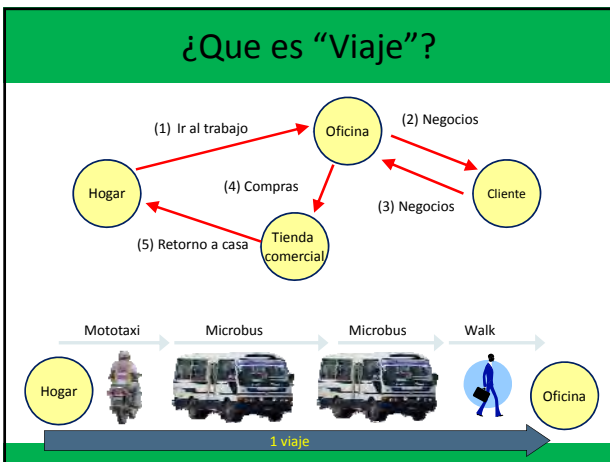 ¿Que es “Viaje”?
(1) Ir al trabajo
Oficina
(2) Negocios
Hogar
(4) Compras
Cliente
(3) Negocios
(5) Retorno a casa
Tienda
comercial
Mototaxi
Microbus
Microbus
Walk
Hogar
Oficina
1 viaje